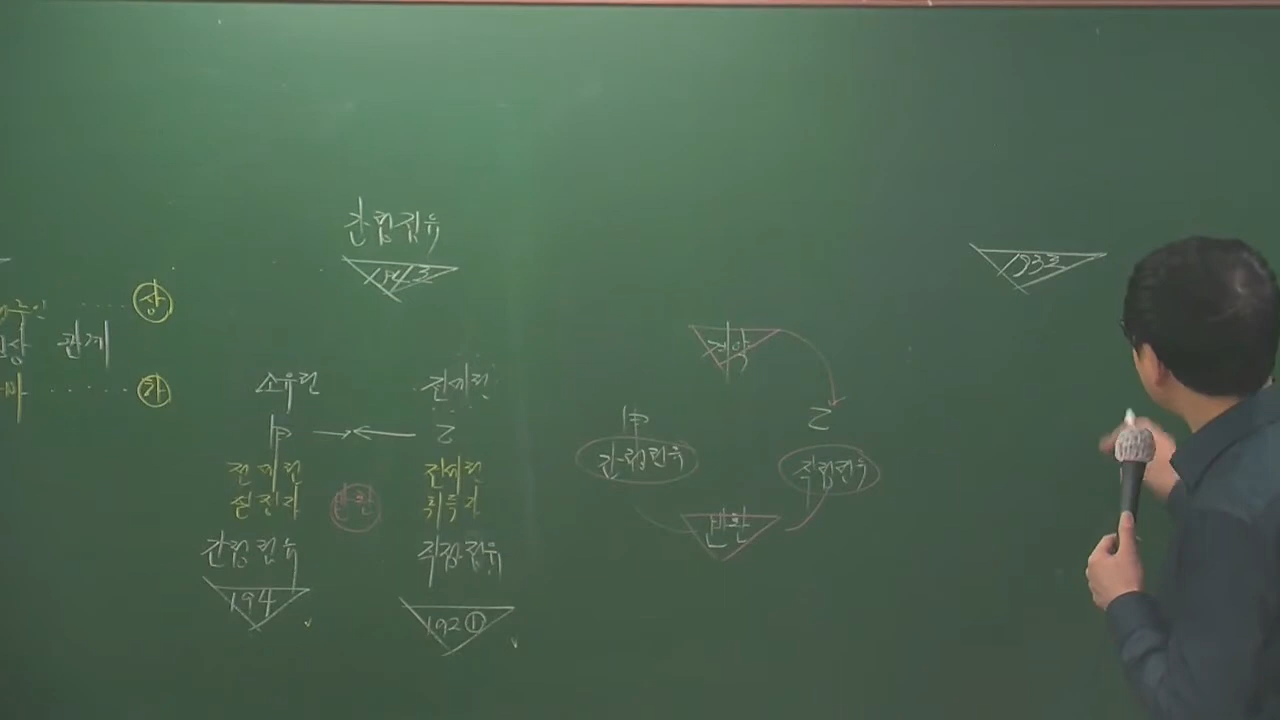 상
관계
하
간접점유
194조
소유권
전세권
甲 → ← 乙
전세권
설정자
반환
전세권
취득자
간접점유
직접점유
194
192①
계약
甲
乙
간접점유
직접점유
반환
193조